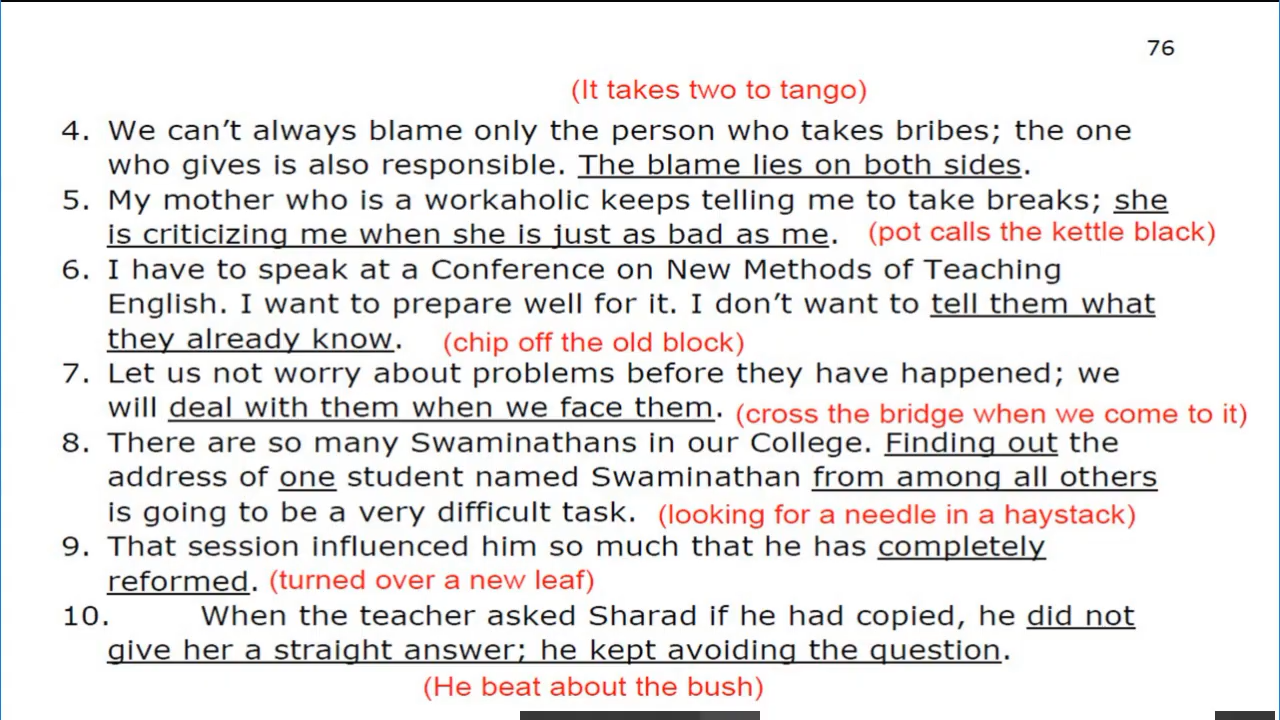 76
(It takes two to tango)
4. We can't always blame only the person who takes bribes; the one
who gives is also responsible. The blame lies on both sides.
5. My mother who is a workaholic keeps telling me to take breaks; she
is criticizing me when she is just as bad as me. (pot calls the kettle black)
6. I have to speak at a Conference on New Methods of Teaching
English. I want to prepare well for it. I don't want to tell them what
they already know. (chip off the old block)
7. Let us not worry about problems before they have happened; we
will deal with them when we face them. (cross the bridge when we come to it)
8. There are so many Swaminathans in our College. Finding out the
address of one student named Swaminathan from among all others
is going to be a very difficult task. (looking for a needle in a haystack)
9. That session influenced him so much that he has completely
reformed. (turned over a new leaf)
10. When the teacher asked Sharad if he had copied, he did not
give her a straight answer; he kept avoiding the question.
(He beat about the bush)